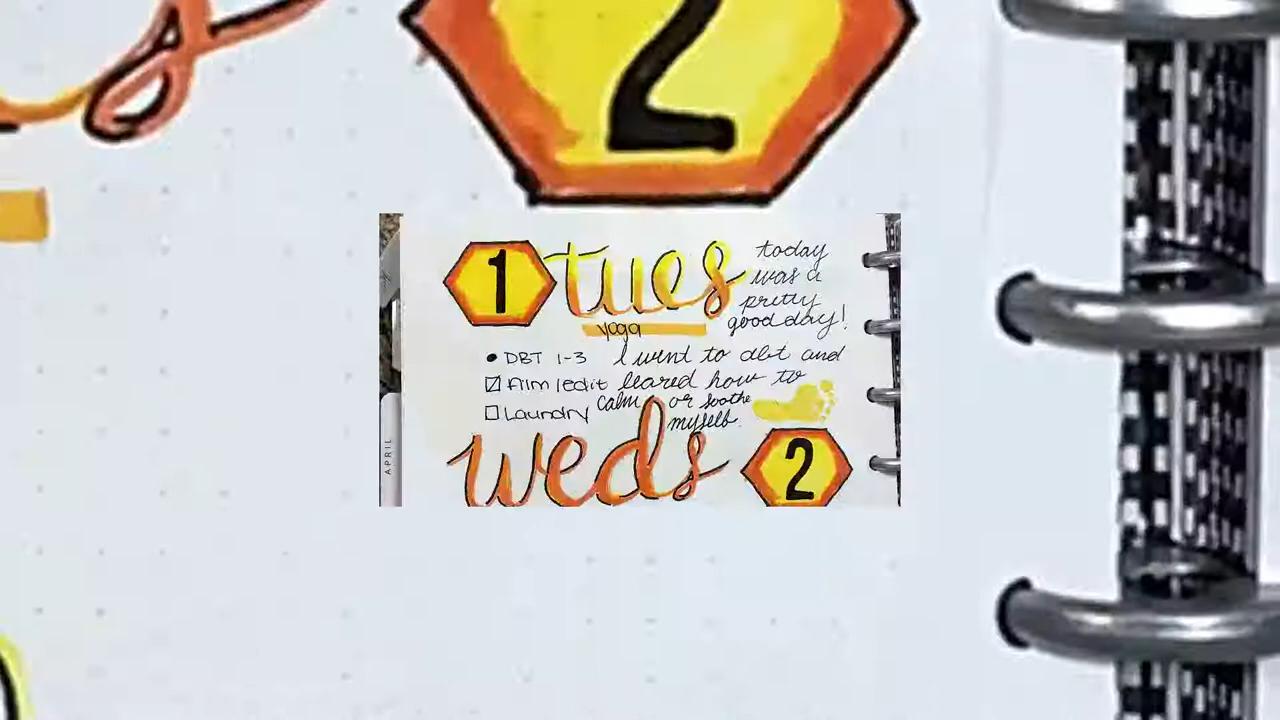 2
1 tues
today
was a
pretty
good day!
yoga
• DBT 1-3
I went to dbt and
☑ Film/edit
leared how to
☐ Laundry
calm or soothe
myself.
weds 2
APRIL